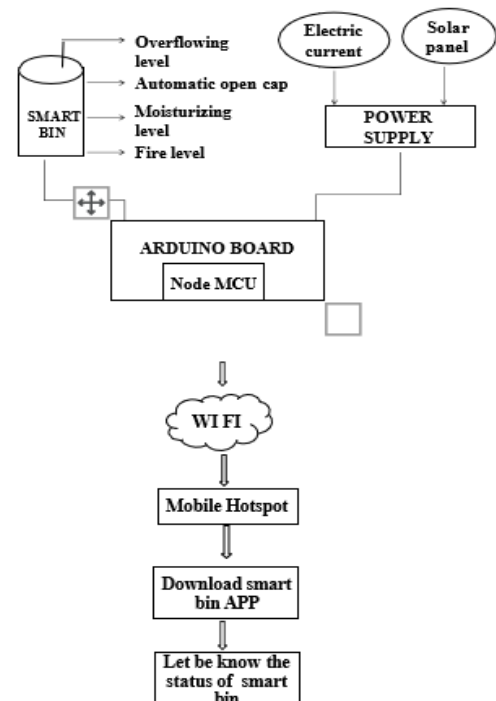 Overflowing
level
Automatic open cap
SMART
BIN
Moisturizing
level
Fire level
Electric
current
Solar
panel
POWER
SUPPLY
ARDUINO BOARD
Node MCU
WI FI
Mobile Hotspot
Download smart
bin APP
Let be know the
status of smart
bin